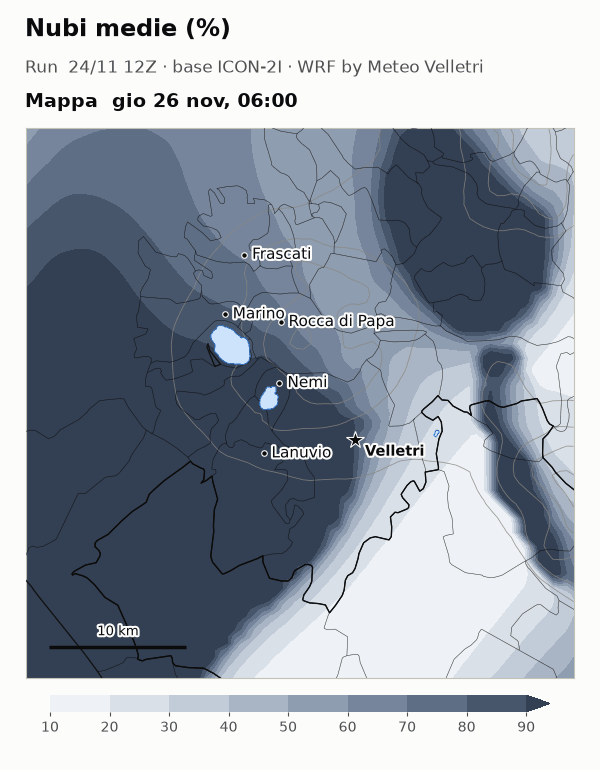 Nubi medie (%)
Run  24/11 12Z · base ICON-2I · WRF by Meteo Velletri
Mappa  gio 26 nov, 06:00
Frascati
Marino
Rocca di Papa
Nemi
Velletri
Lanuvio
10 km
10 20 30 40 50 60 70 80 90